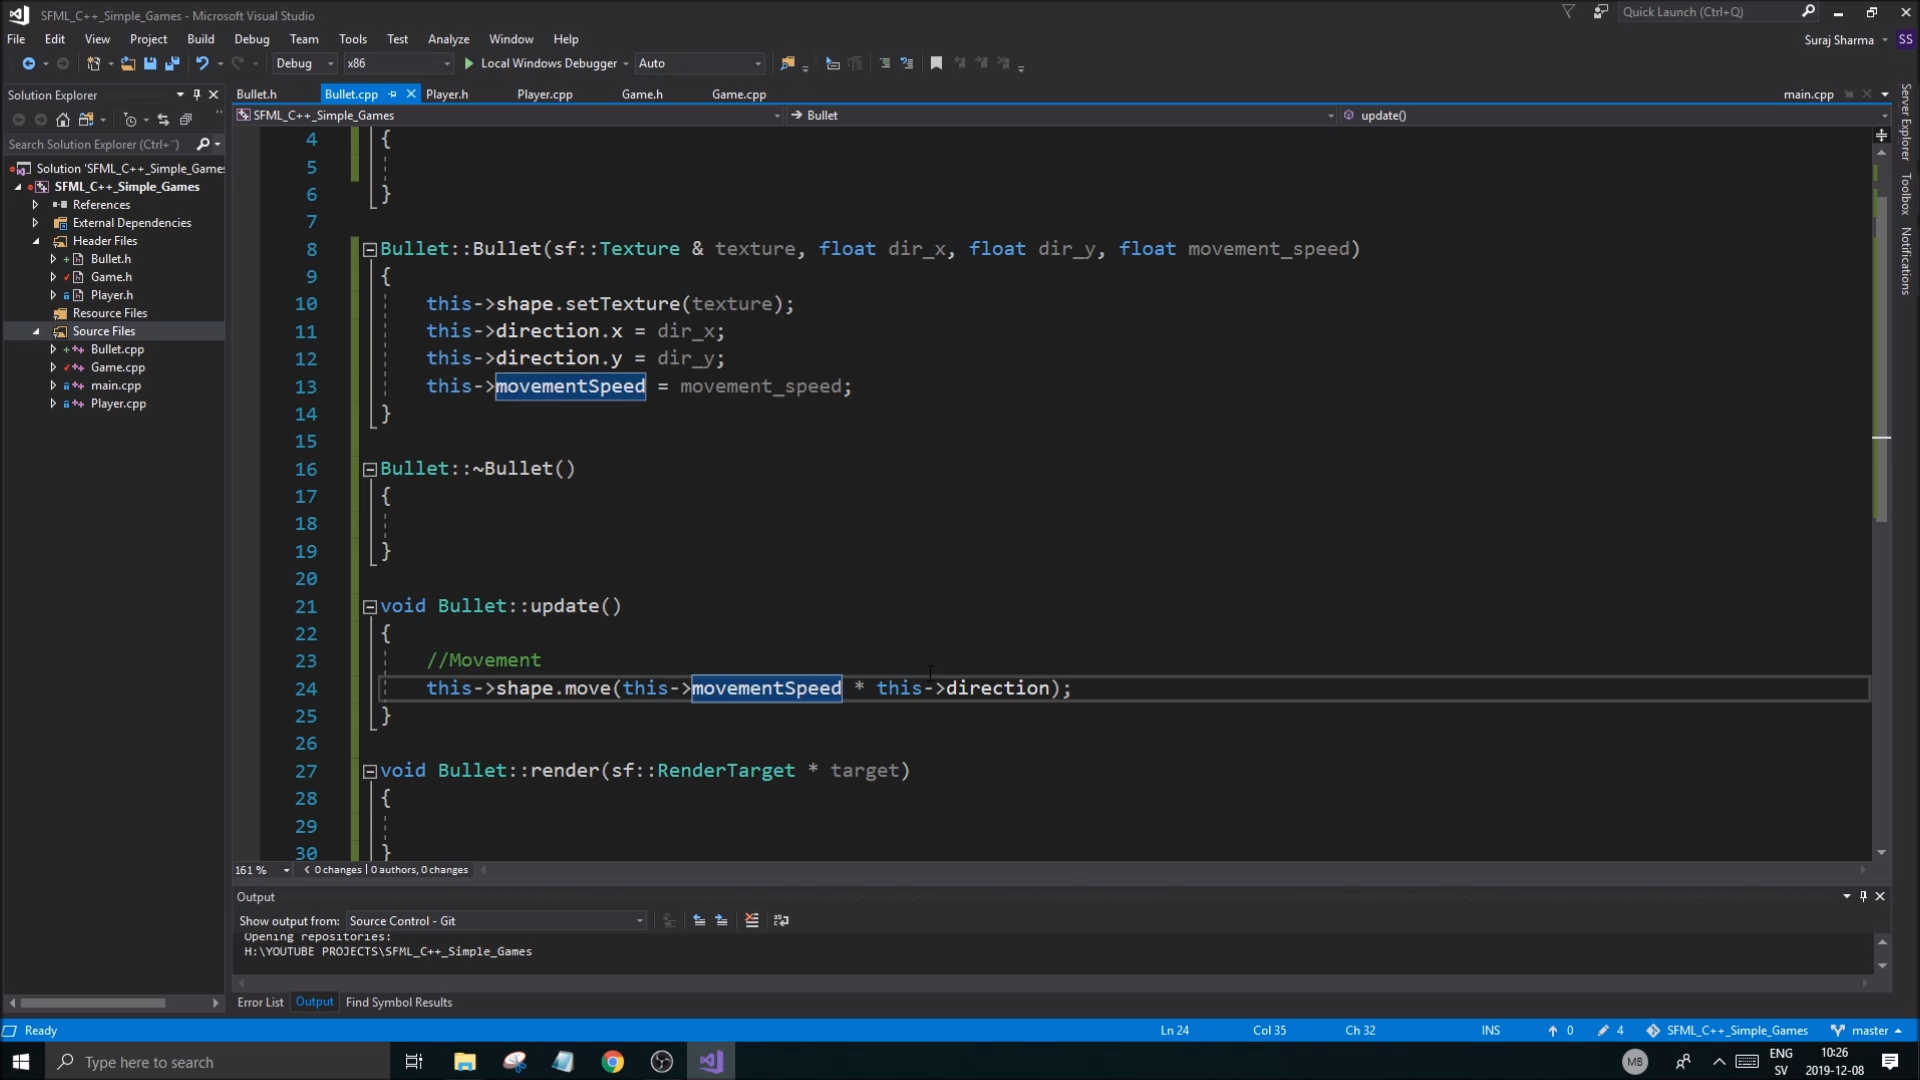 SFML_C++_Simple_Games - Microsoft Visual Studio
Quick Launch (Ctrl+Q)
File Edit View Project Build Debug Team Tools Test Analyze Window Help
Suraj Sharma SS
Debug x86 Local Windows Debugger Auto
Solution Explorer
Bullet.h Bullet.cpp Player.h Player.cpp Game.h Game.cpp main.cpp
SFML_C++_Simple_Games Bullet update()
Search Solution Explorer (Ctrl+¨)
Solution 'SFML_C++_Simple_Games
SFML_C++_Simple_Games
References
External Dependencies
Header Files
Bullet.h
Game.h
Player.h
Resource Files
Source Files
Bullet.cpp
Game.cpp
main.cpp
Player.cpp
4 {
5
6 }
7
8 Bullet::Bullet(sf::Texture & texture, float dir_x, float dir_y, float movement_speed)
9 {
10 this->shape.setTexture(texture);
11 this->direction.x = dir_x;
12 this->direction.y = dir_y;
13 this->movementSpeed = movement_speed;
14 }
15
16 Bullet::~Bullet()
17 {
18
19 }
20
21 void Bullet::update()
22 {
23 //Movement
24 this->shape.move(this->movementSpeed * this->direction);
25 }
26
27 void Bullet::render(sf::RenderTarget * target)
28 {
29
30 }
161 % 0 changes | 0 authors, 0 changes
Output
Show output from: Source Control - Git
Opening repositories:
H:\YOUTUBE PROJECTS\SFML_C++_Simple_Games
Error List Output Find Symbol Results
Server Explorer
Toolbox
Notifications
Ready Ln 24 Col 35 Ch 32 INS 0 4 SFML_C++_Simple_Games master
Type here to search
MB
ENG
SV
10:26
2019-12-08